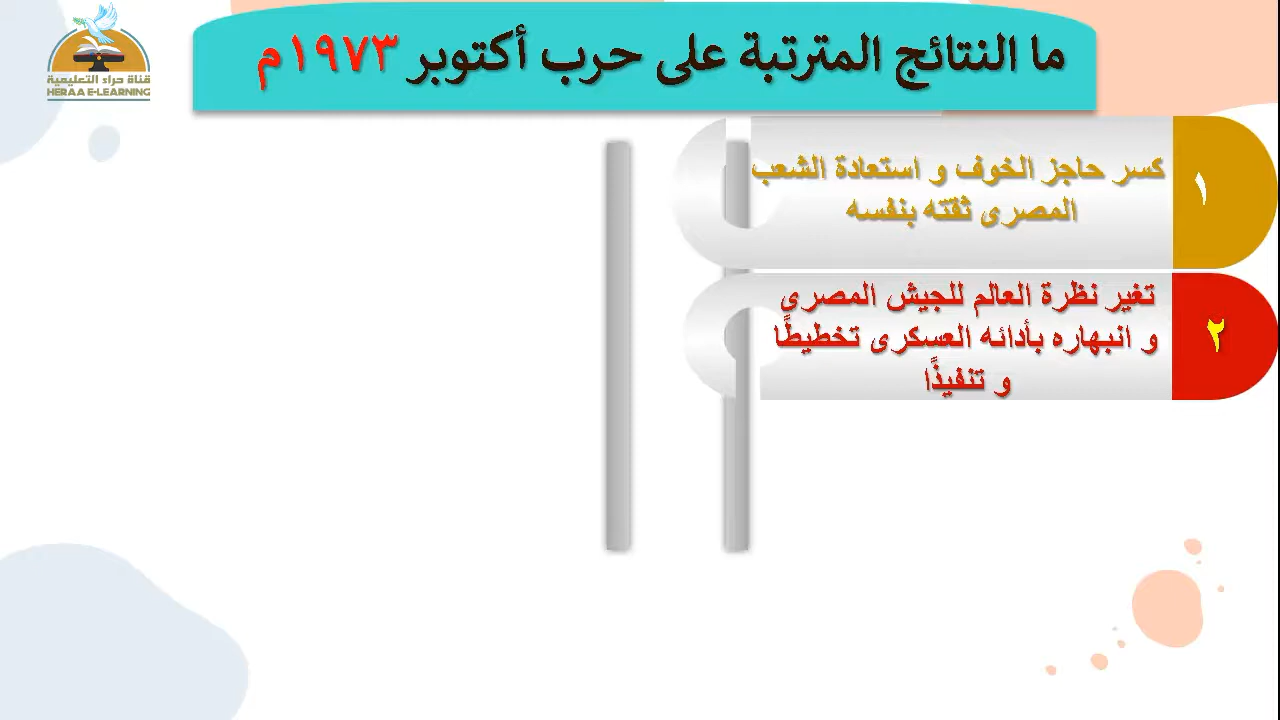 قناة حراء التعليمية
HERAA E-LEARNING
ما النتائج المترتبة على حرب أكتوبر ١٩٧٣م
١
كسر حاجز الخوف و استعادة الشعب
المصرى ثقته بنفسه
٢
تغير نظرة العالم للجيش المصرى
و انبهاره بأدائه العسكرى تخطيطًا
و تنفيذًا